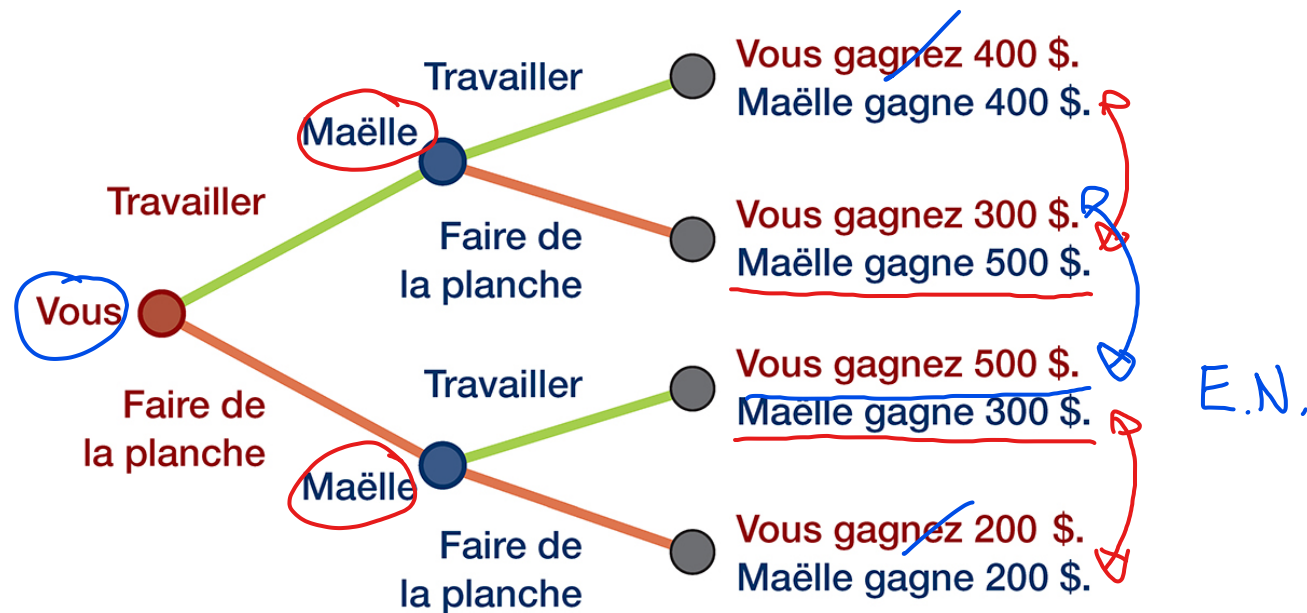 Travailler
Vous gagnez 400 $.
Maëlle gagne 400 $.
Maëlle
Travailler
Faire de
la planche
Vous gagnez 300 $.
Maëlle gagne 500 $.
Vous
Faire de
la planche
Travailler
Vous gagnez 500 $.
Maëlle gagne 300 $.
E.N.
Maëlle
Faire de
la planche
Vous gagnez 200 $.
Maëlle gagne 200 $.